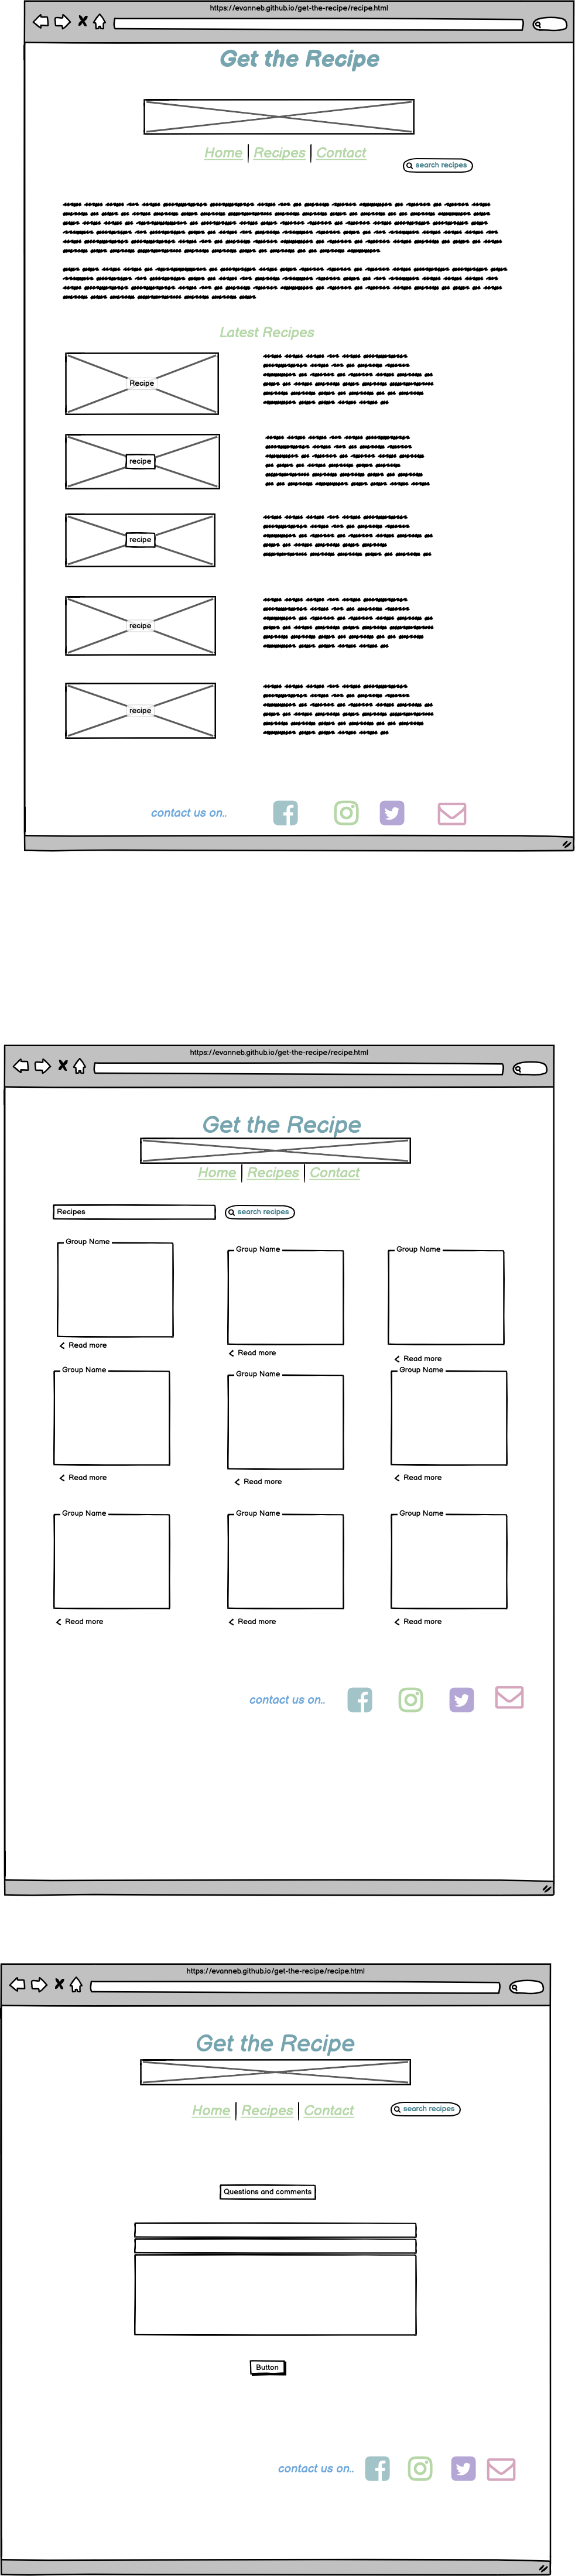 https://evanneb.github.io/get-the-recipe/recipe.html
Get the Recipe
Home | Recipes | Contact
search recipes
Latest Recipes
Recipe
recipe
recipe
recipe
recipe
contact us on..
https://evanneb.github.io/get-the-recipe/recipe.html
Get the Recipe
Home | Recipes | Contact
Recipes search recipes
Group Name Group Name Group Name
Read more Read more Read more
Group Name Group Name Group Name
Read more Read more Read more
Group Name Group Name Group Name
Read more Read more Read more
contact us on..
https://evanneb.github.io/get-the-recipe/recipe.html
Get the Recipe
Home | Recipes | Contact search recipes
Questions and comments
Button
contact us on..